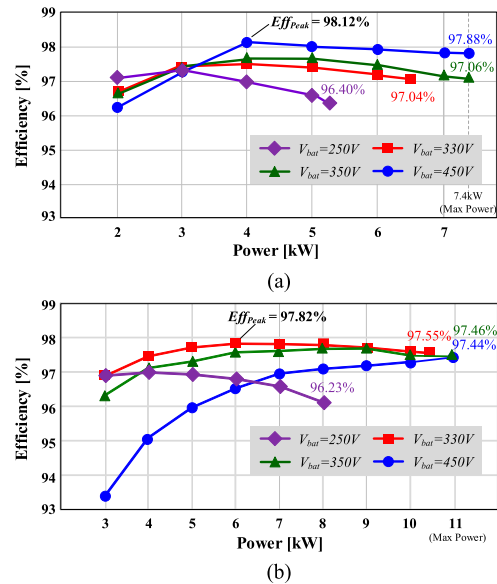 99
98
97
96
95
94
93
Efficiency [%]
Eff_Peak = 98.12%
97.88%
97.06%
97.04%
96.40%
V_bat=250V
V_bat=330V
V_bat=350V
V_bat=450V
2 3 4 5 6 7
7.4kW
(Max Power)
Power [kW]
(a)
99
98
97
96
95
94
93
Efficiency [%]
Eff_Peak = 97.82%
97.46%
97.55%
97.44%
96.23%
V_bat=250V
V_bat=330V
V_bat=350V
V_bat=450V
3 4 5 6 7 8 9 10 11
(Max Power)
Power [kW]
(b)